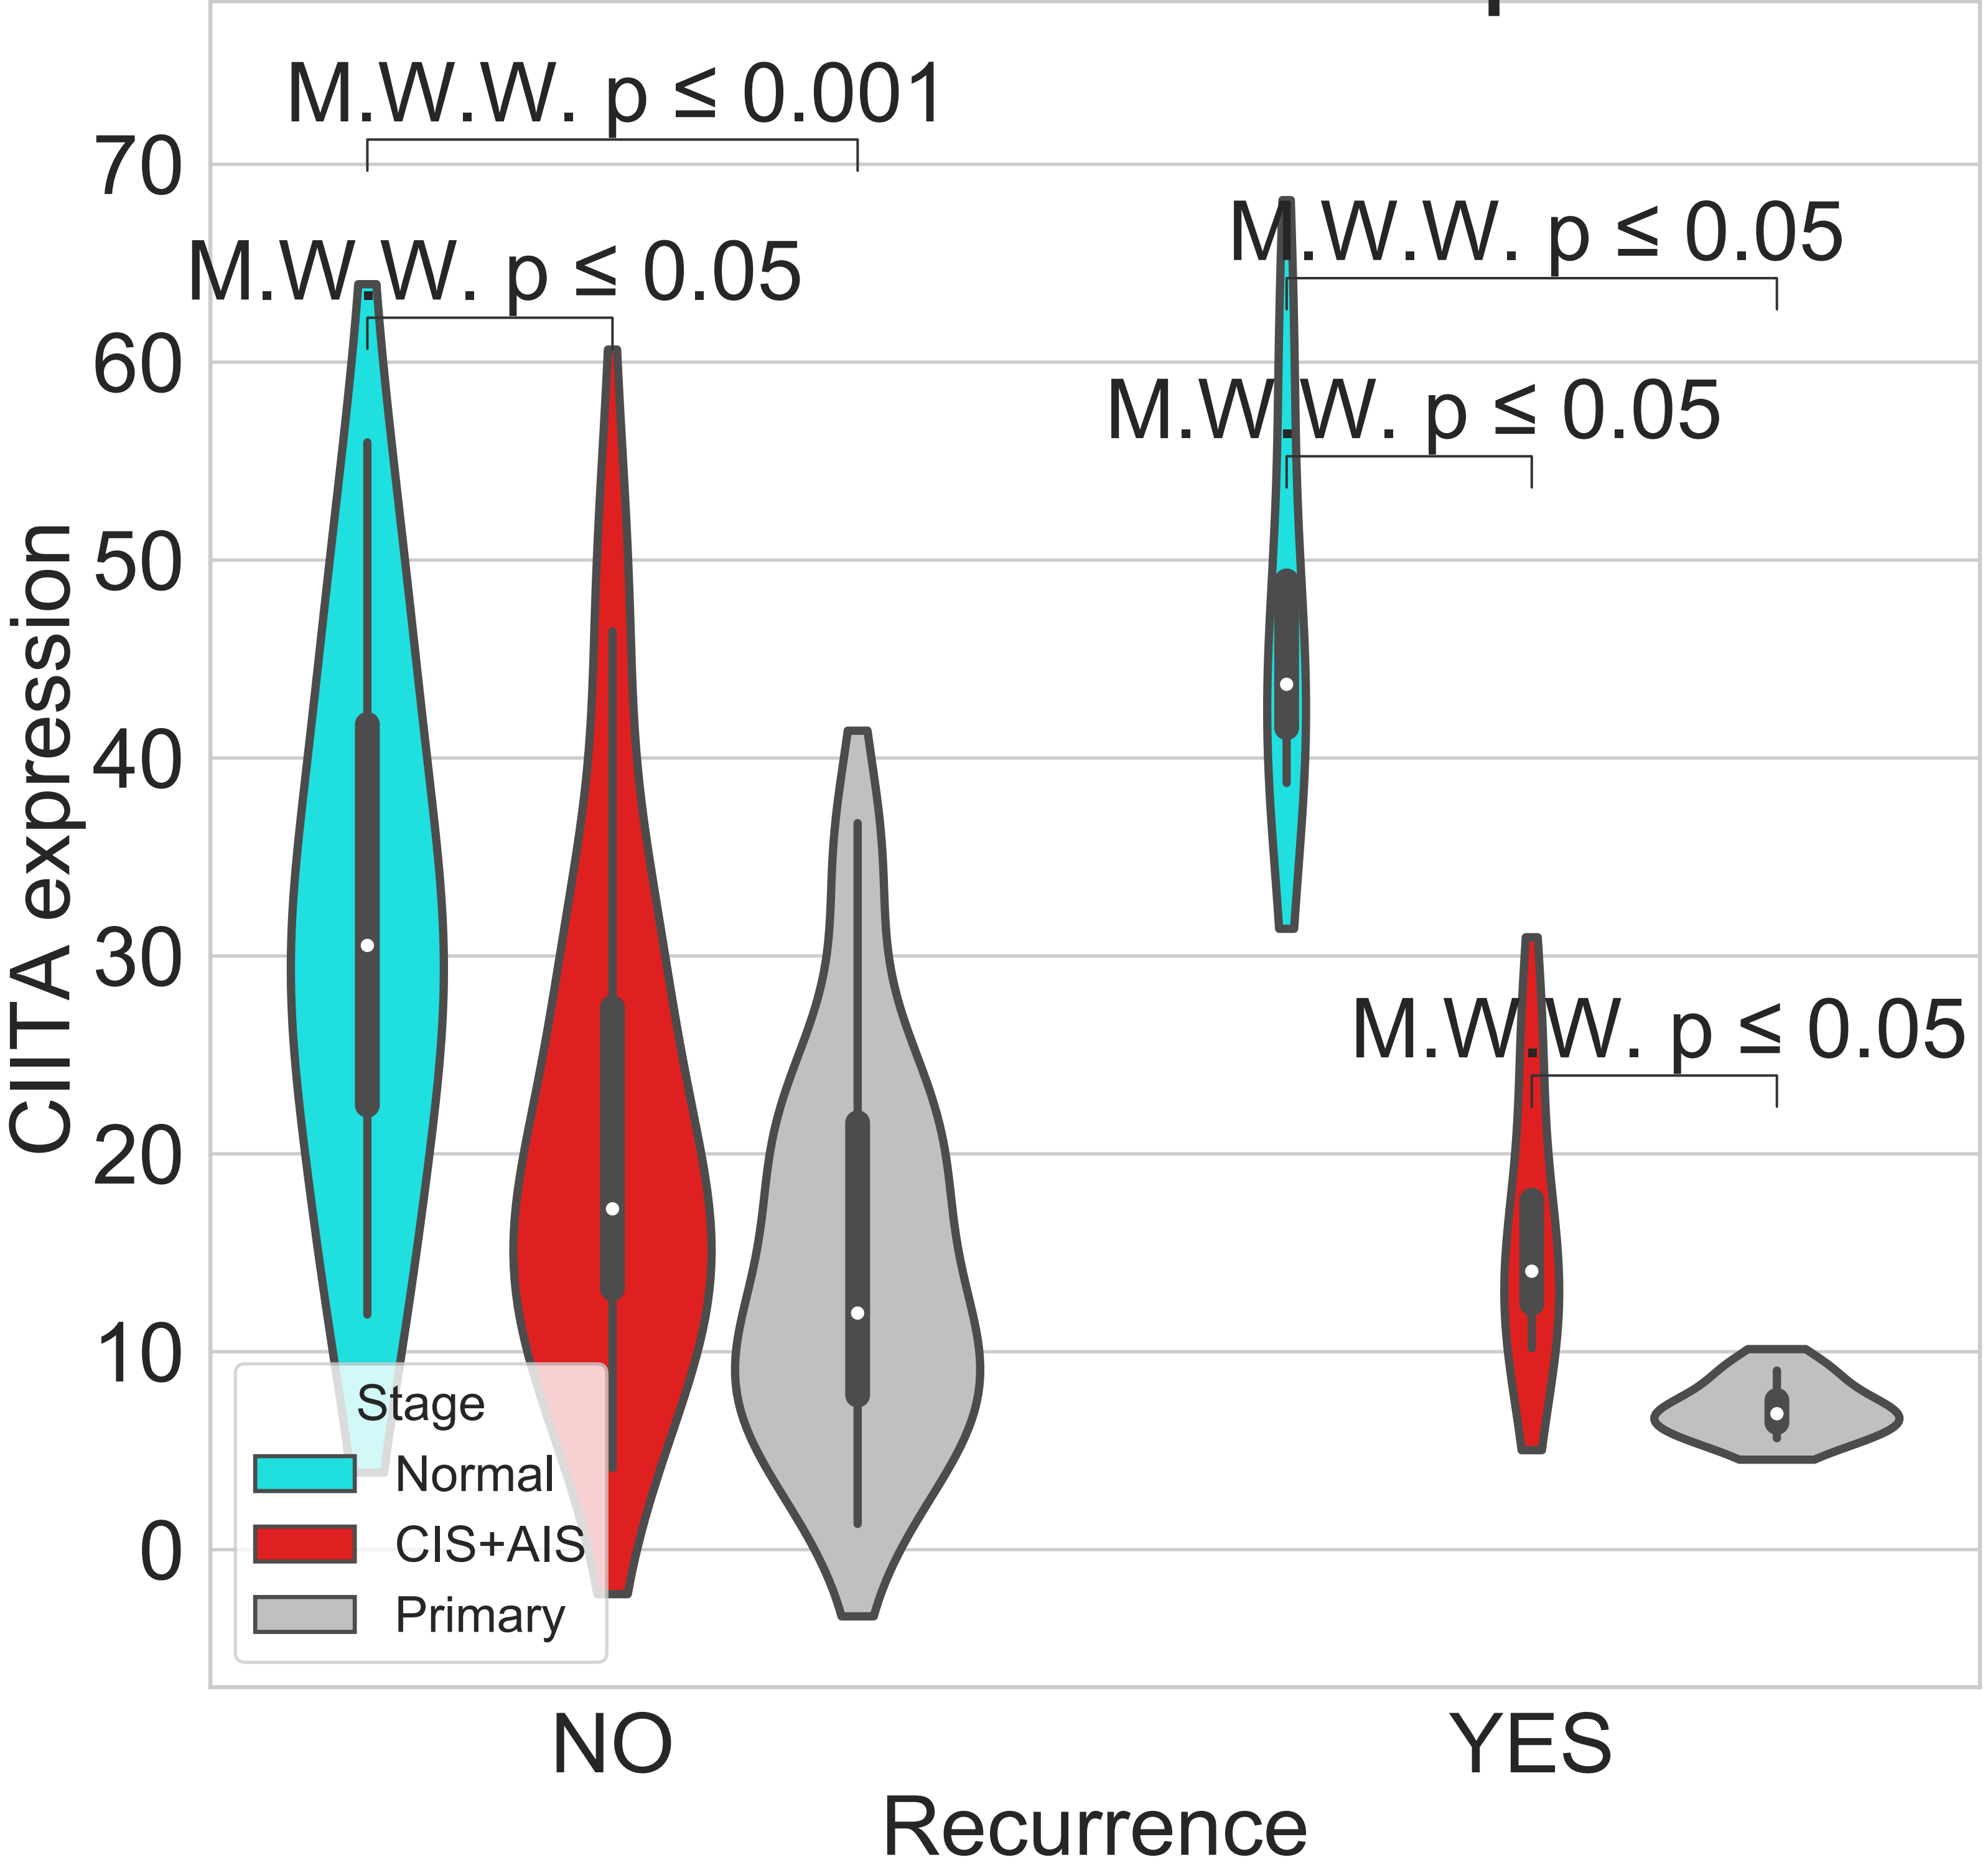 M.W.W. p ≤ 0.001
M.W.W. p ≤ 0.05
M.W.W. p ≤ 0.05
M.W.W. p ≤ 0.05
M.W.W. p ≤ 0.05
CIITA expression
70
60
50
40
30
20
10
0
Stage
Normal
CIS+AIS
Primary
NO
YES
Recurrence